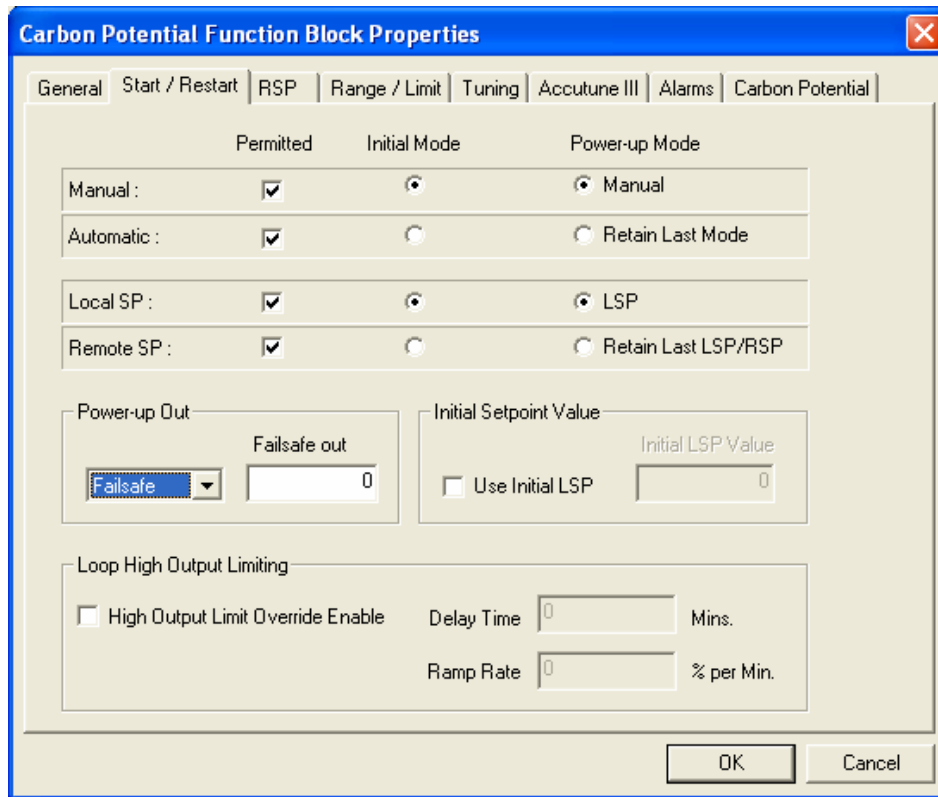 Carbon Potential Function Block Properties
General Start / Restart RSP Range / Limit Tuning Accutune III Alarms Carbon Potential
Permitted Initial Mode Power-up Mode
Manual : Manual
Automatic : Retain Last Mode
Local SP : LSP
Remote SP : Retain Last LSP/RSP
Power-up Out
Failsafe out
Failsafe 0
Initial Setpoint Value
Initial LSP Value
Use Initial LSP 0
Loop High Output Limiting
High Output Limit Override Enable Delay Time 0 Mins.
Ramp Rate 0 % per Min.
OK Cancel